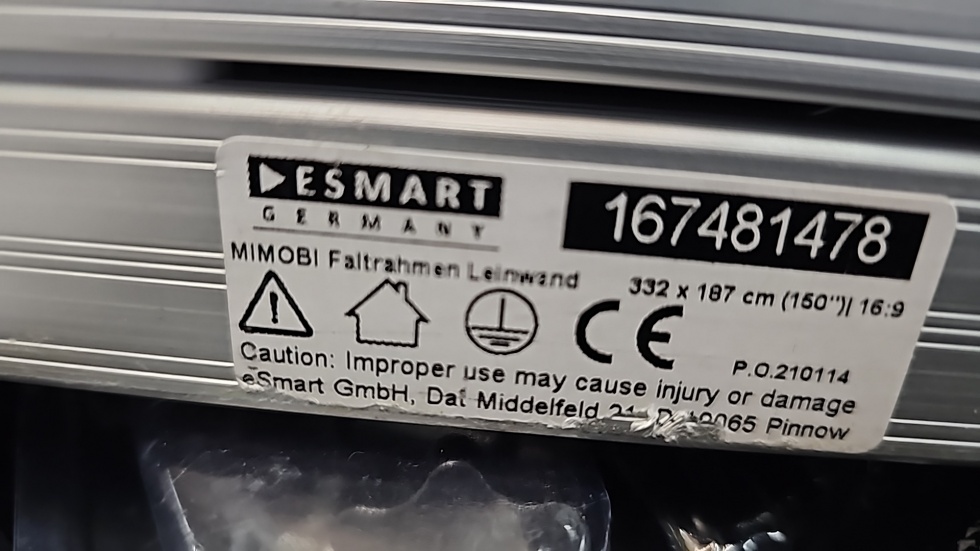 ESMART
GERMANY
167481478
MIMOBI Faltrahmen Leinwand
332 x 187 cm (150")| 16:9
CE
P.O.210114
Caution: Improper use may cause injury or damage
eSmart GmbH, Dat Middelfeld Pinnow